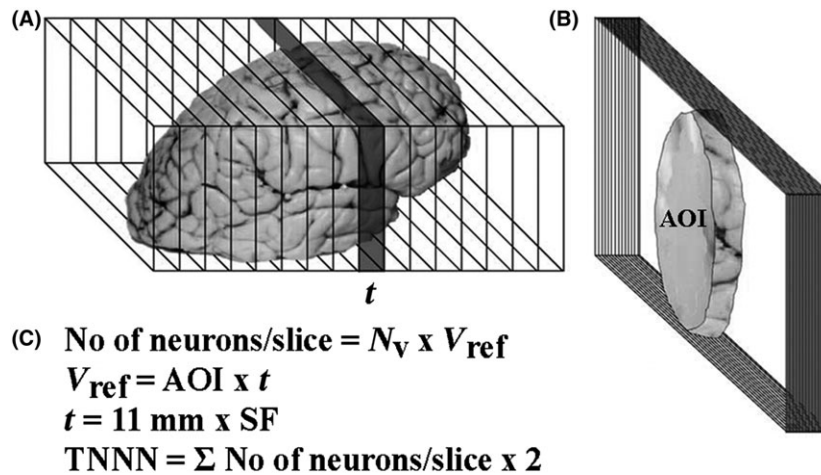 (A)
(B)
AOI
t
(C) No of neurons/slice = Nv x Vref
Vref = AOI x t
t = 11 mm x SF
TNNN = Σ No of neurons/slice x 2